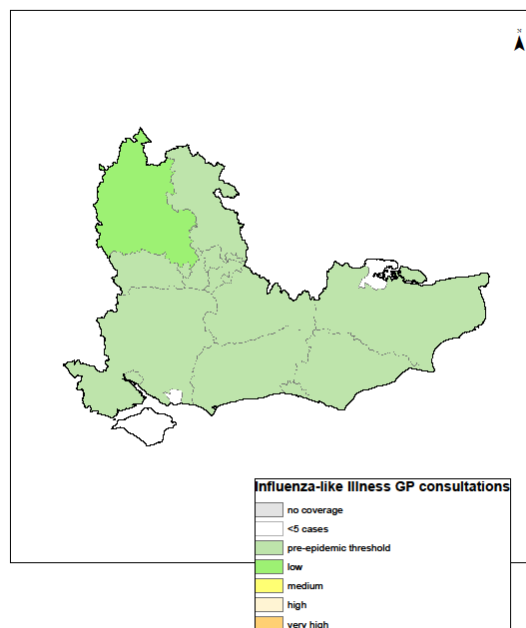 N
Influenza-like Illness GP consultations
no coverage
<5 cases
pre-epidemic threshold
low
medium
high
very high